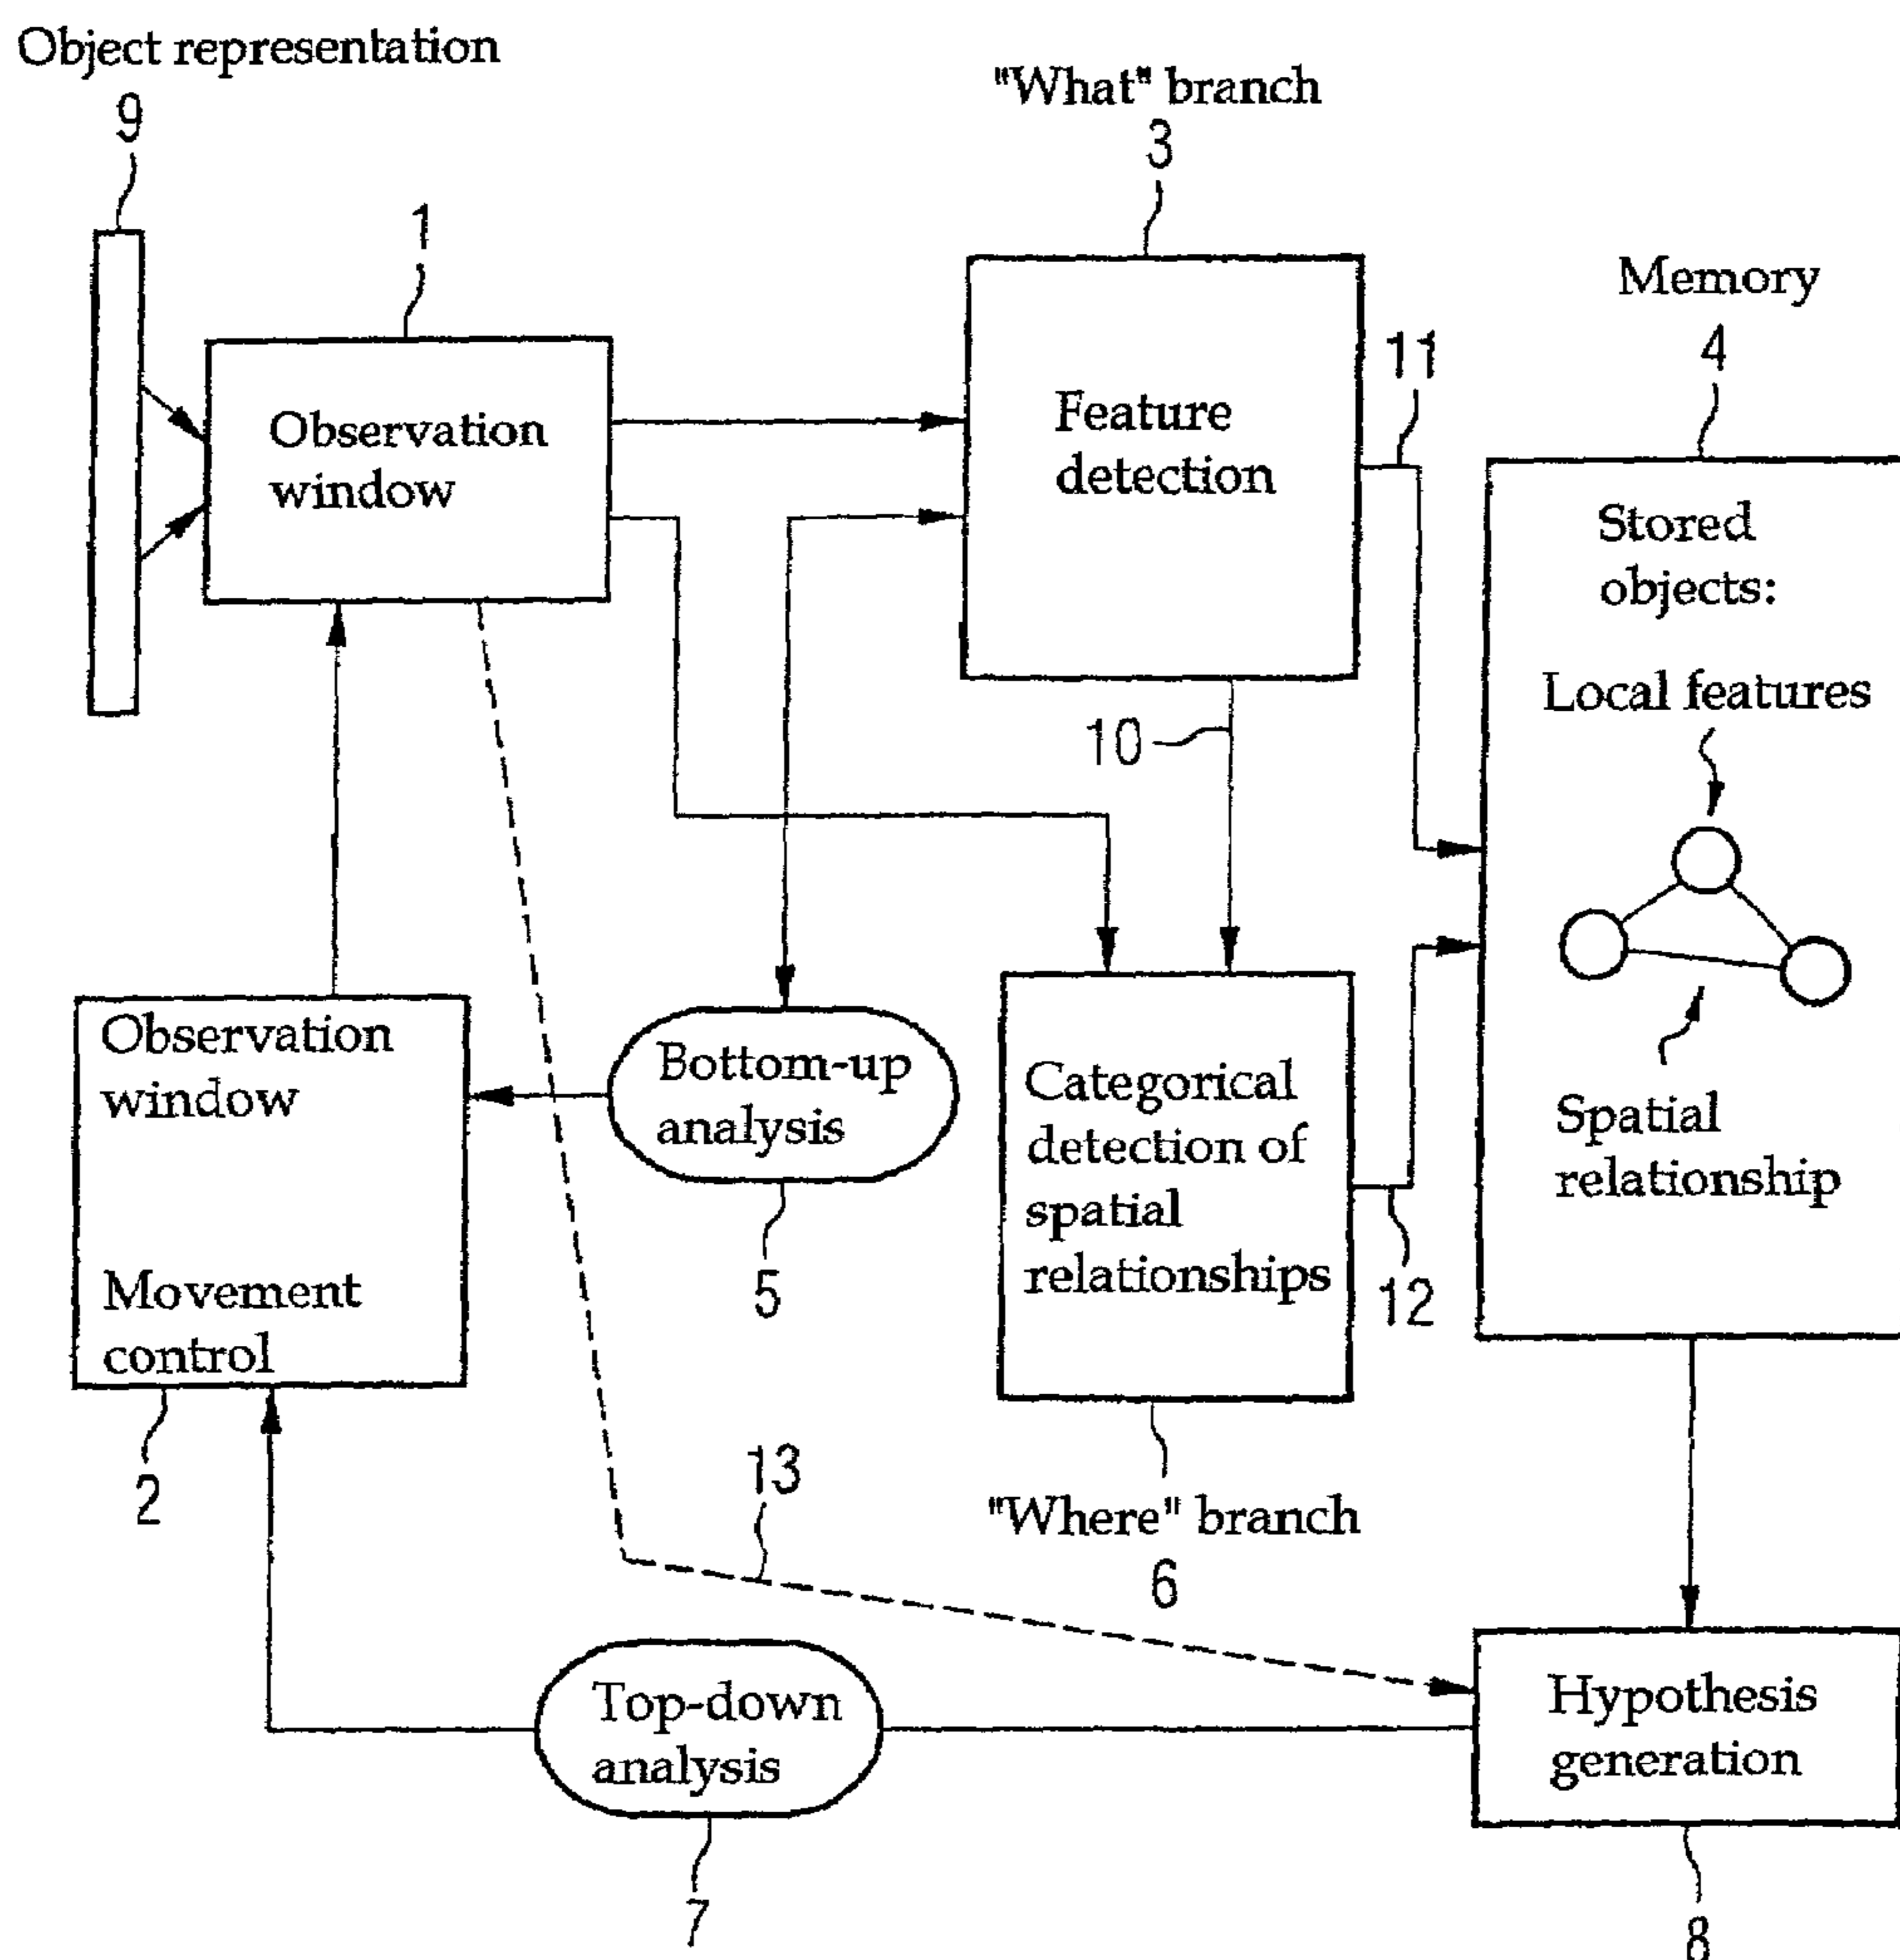 Object representation
9
"What" branch
3
1
Memory
4
11
Observation
window
Feature
detection
Stored
objects:
Local features
10
Observation
window
Movement
control
2
Bottom-up
analysis
5
Categorical
detection of
spatial
relationships
12
Spatial
relationship
13
"Where" branch
6
Top-down
analysis
7
Hypothesis
generation
8